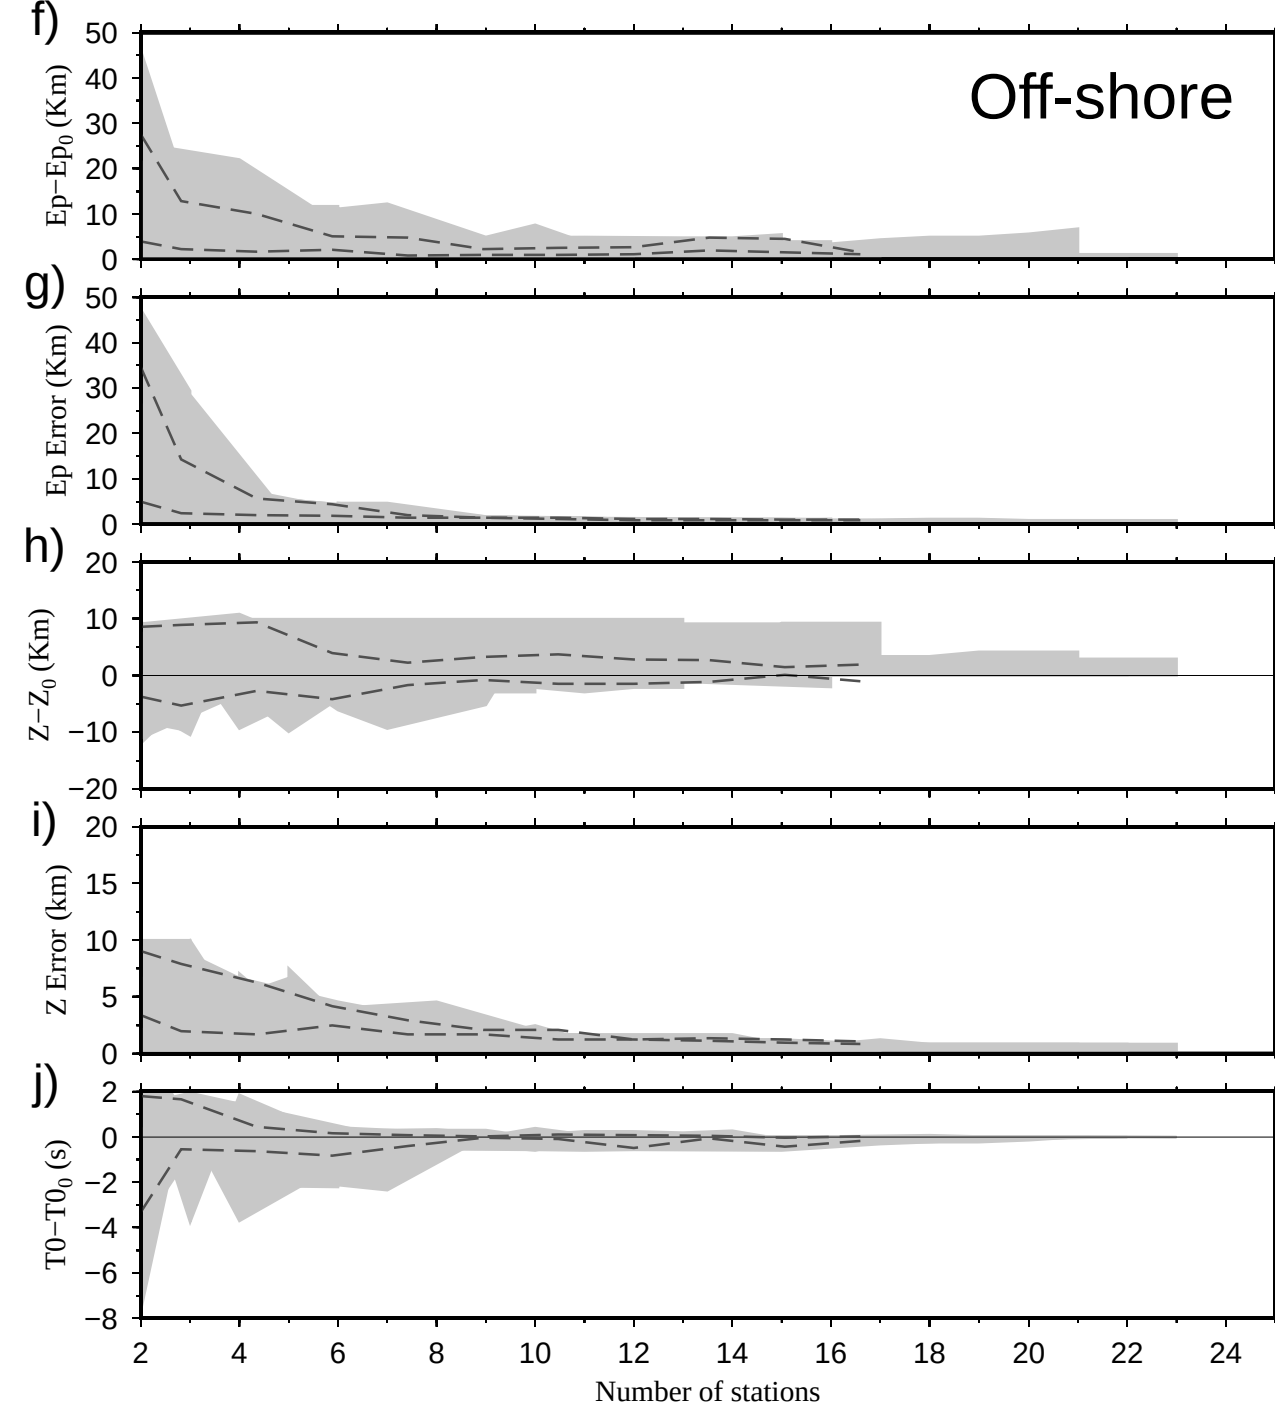 f)
50
40
30
20
10
0
Ep−Ep0 (Km)
Off-shore
g)
50
40
30
20
10
0
Ep Error (Km)
h)
20
10
0
−10
−20
Z−Z0 (Km)
i)
20
15
10
5
0
Z Error (km)
j)
2
0
−2
−4
−6
−8
T0−T00 (s)
2 4 6 8 10 12 14 16 18 20 22 24
Number of stations